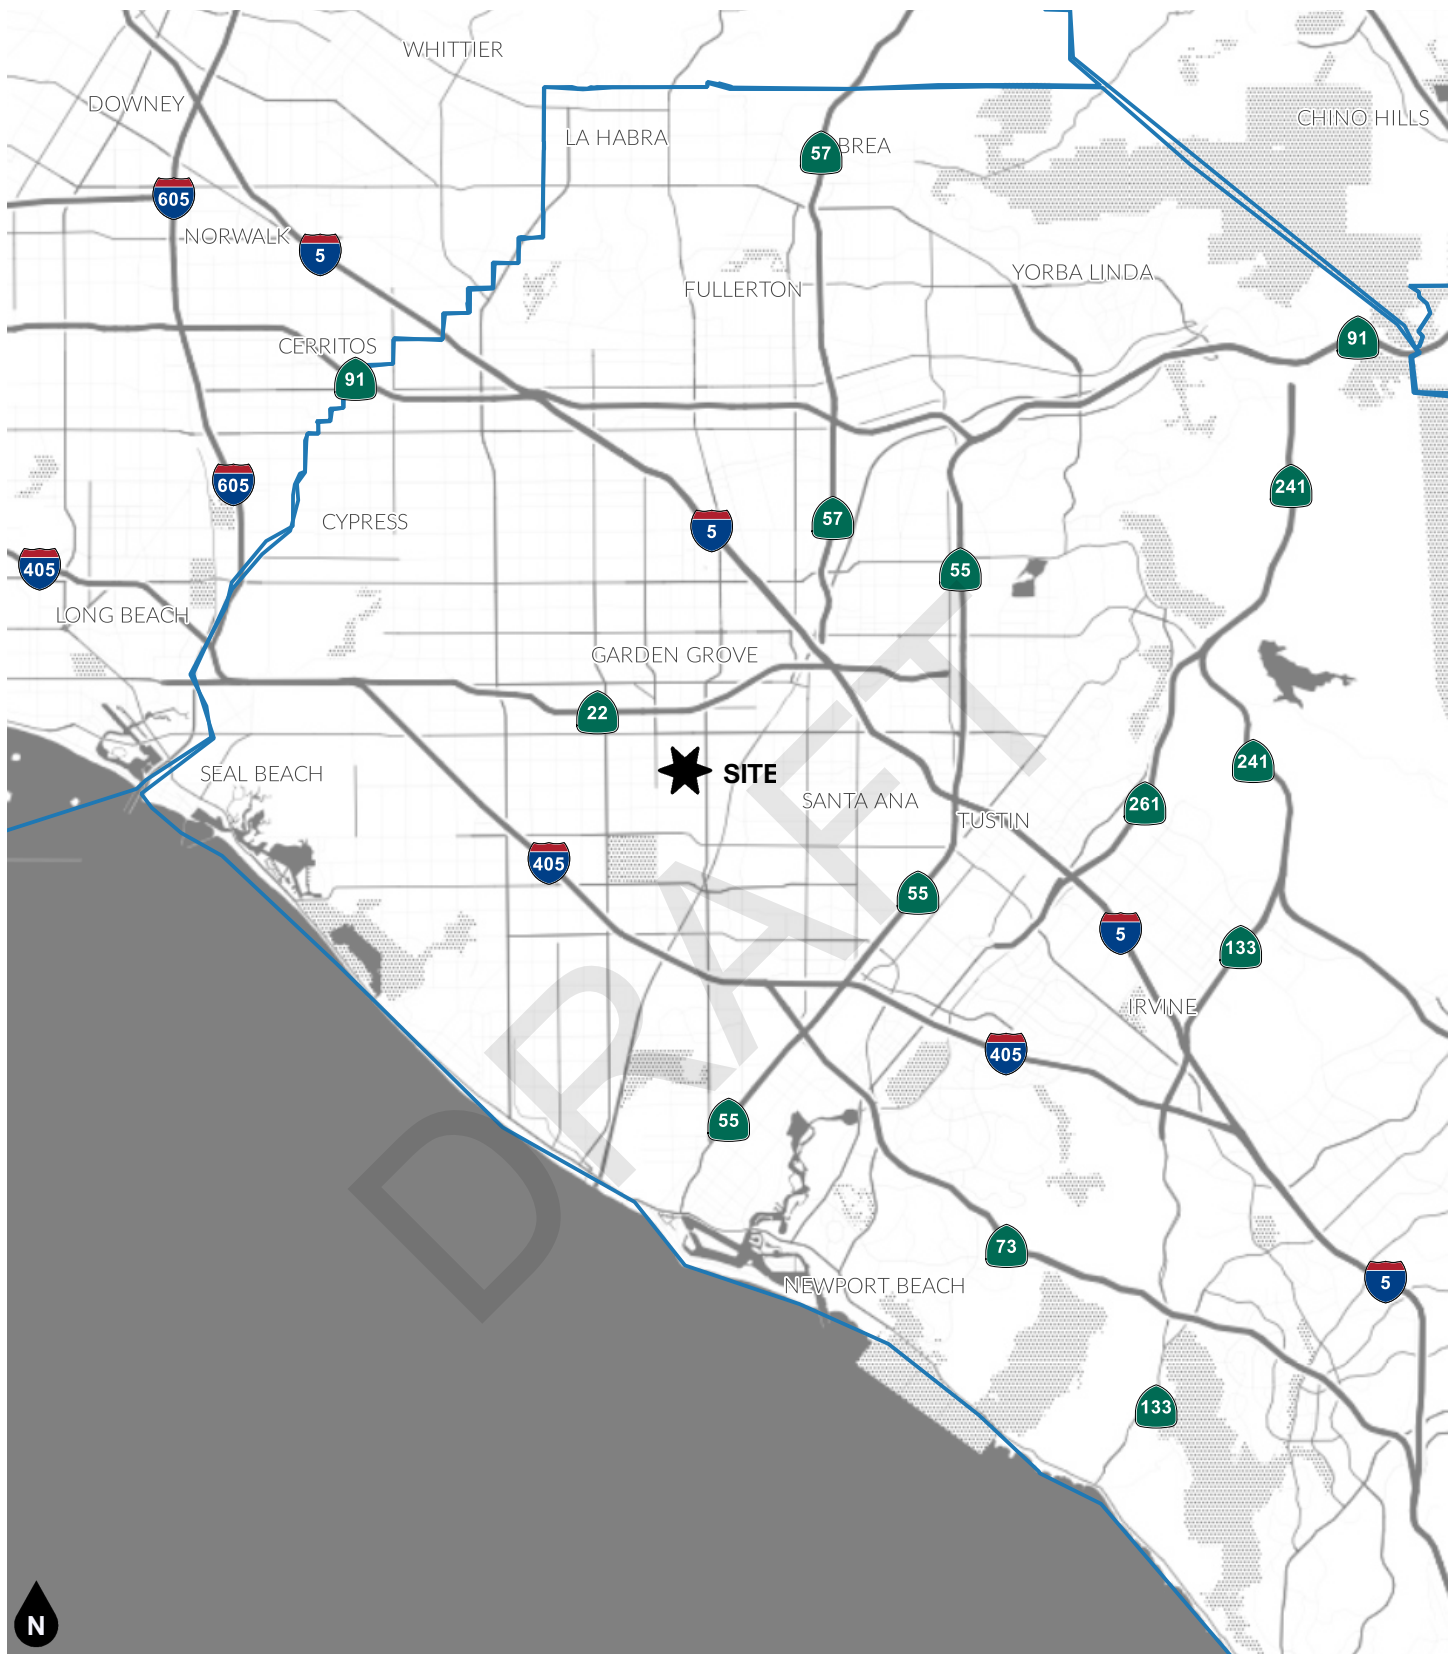 WHITTIER
DOWNEY
CHINO HILLS
LA HABRA
57
BREA
605
NORWALK
5
YORBA LINDA
FULLERTON
91
CERRITOS
91
605
241
CYPRESS
5
57
405
55
LONG BEACH
GARDEN GROVE
22
SEAL BEACH
SITE
241
SANTA ANA
261
TUSTIN
405
55
5
133
IRVINE
405
55
DRAFT
73
NEWPORT BEACH
5
133
N